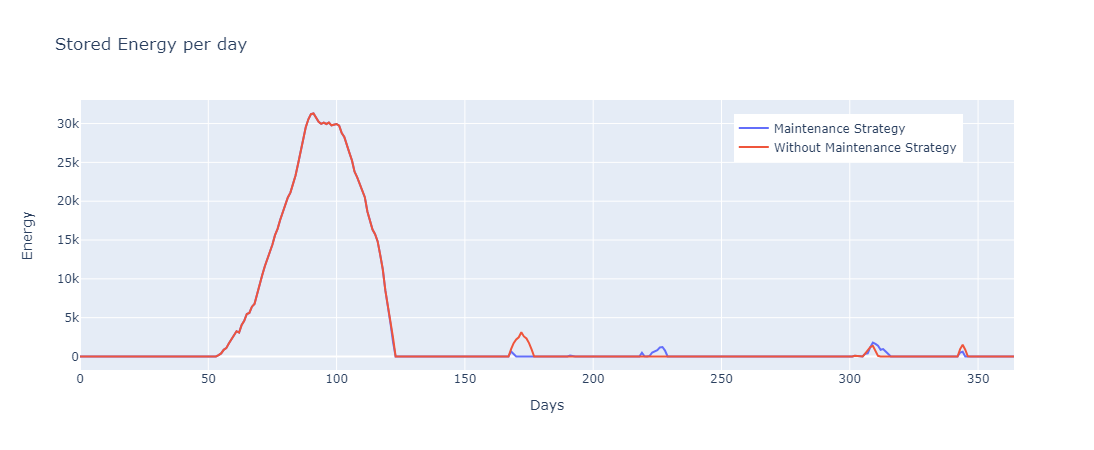 Stored Energy per day
Maintenance Strategy
Without Maintenance Strategy
Energy
30k
25k
20k
15k
10k
5k
0
0 50 100 150 200 250 300 350
Days